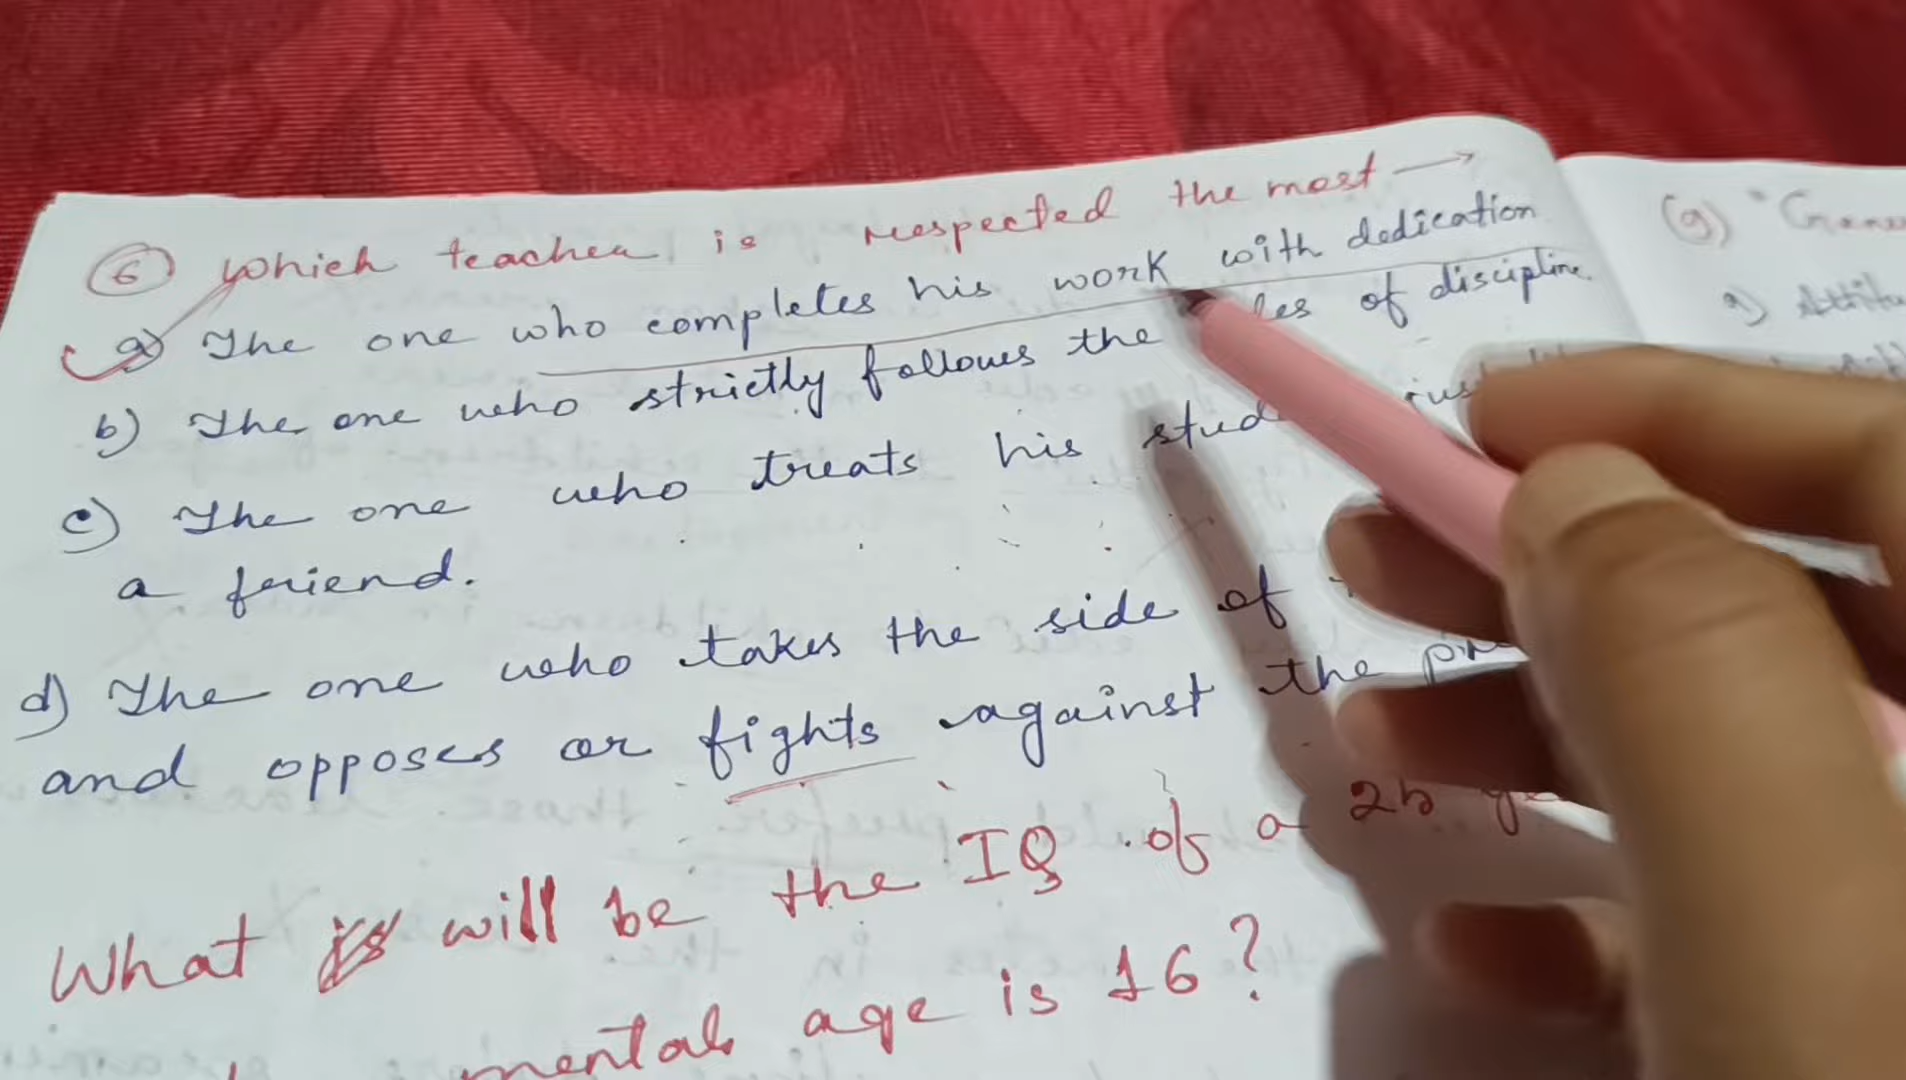 6 Which teacher is respected the most →
a) The one who completes his work with dedication
b) The one who strictly follows the of discipline.
c) The one who treats his
a friend.
d) The one who takes the side of
and opposes or fights against the
What will be the IQ of a 25
mental age is 16?
(g) "
a)